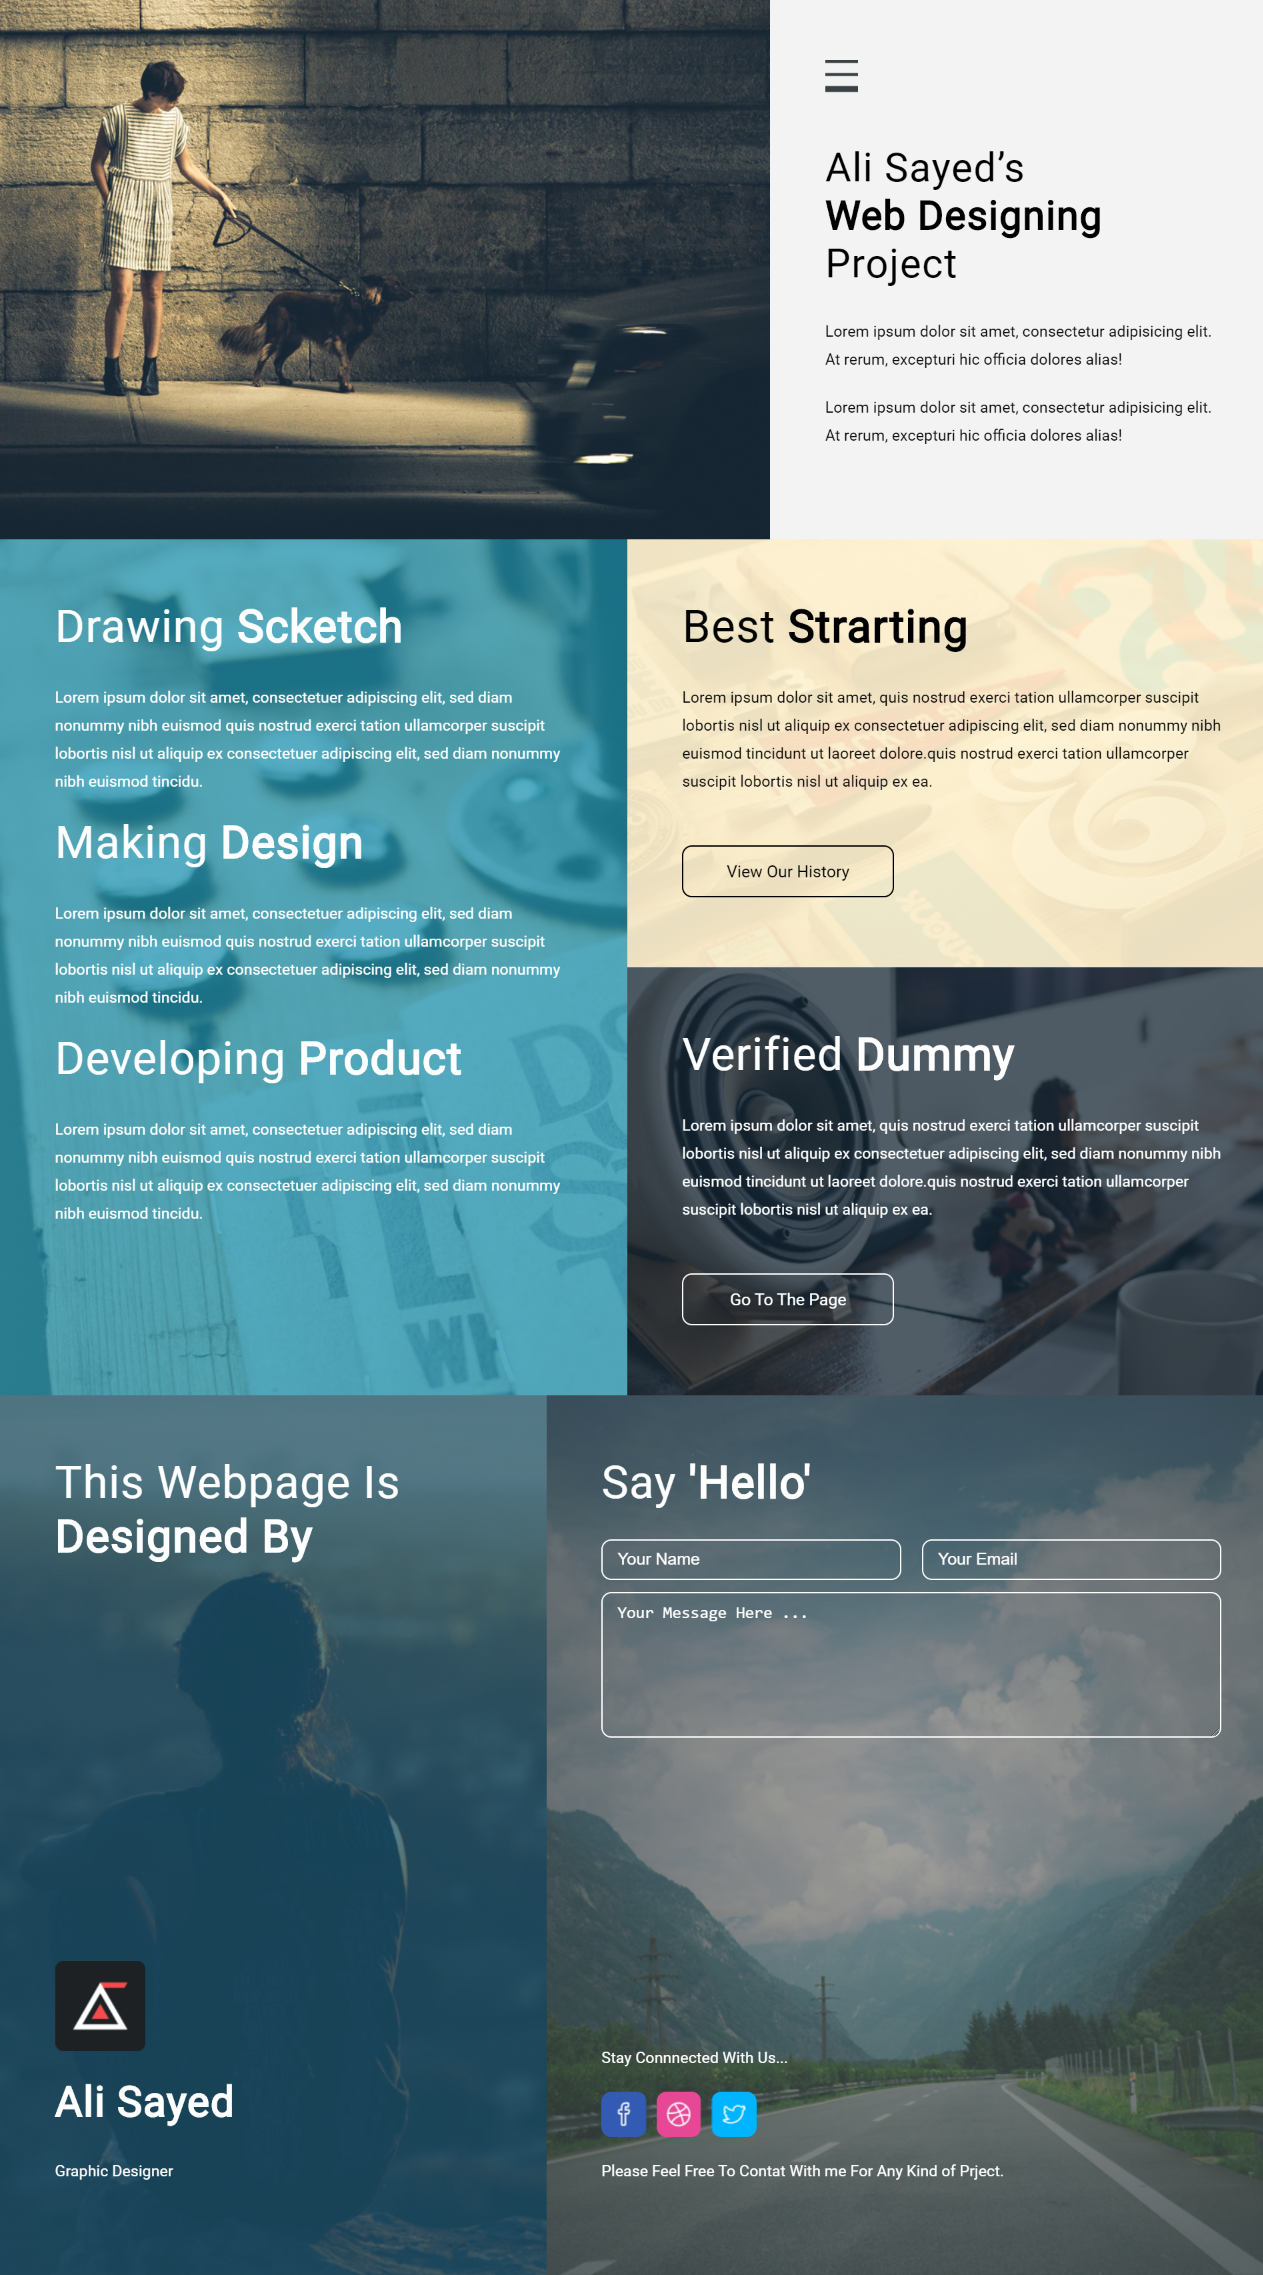 Ali Sayed’s
Web Designing
Project
Lorem ipsum dolor sit amet, consectetur adipisicing elit.
At rerum, excepturi hic officia dolores alias!
Lorem ipsum dolor sit amet, consectetur adipisicing elit.
At rerum, excepturi hic officia dolores alias!
Drawing Scketch
Lorem ipsum dolor sit amet, consectetuer adipiscing elit, sed diam
nonummy nibh euismod quis nostrud exerci tation ullamcorper suscipit
lobortis nisl ut aliquip ex consectetuer adipiscing elit, sed diam nonummy
nibh euismod tincidu.
Making Design
Lorem ipsum dolor sit amet, consectetuer adipiscing elit, sed diam
nonummy nibh euismod quis nostrud exerci tation ullamcorper suscipit
lobortis nisl ut aliquip ex consectetuer adipiscing elit, sed diam nonummy
nibh euismod tincidu.
Developing Product
Lorem ipsum dolor sit amet, consectetuer adipiscing elit, sed diam
nonummy nibh euismod quis nostrud exerci tation ullamcorper suscipit
lobortis nisl ut aliquip ex consectetuer adipiscing elit, sed diam nonummy
nibh euismod tincidu.
Best Strarting
Lorem ipsum dolor sit amet, quis nostrud exerci tation ullamcorper suscipit
lobortis nisl ut aliquip ex consectetuer adipiscing elit, sed diam nonummy nibh
euismod tincidunt ut laoreet dolore.quis nostrud exerci tation ullamcorper
suscipit lobortis nisl ut aliquip ex ea.
View Our History
Verified Dummy
Lorem ipsum dolor sit amet, quis nostrud exerci tation ullamcorper suscipit
lobortis nisl ut aliquip ex consectetuer adipiscing elit, sed diam nonummy nibh
euismod tincidunt ut laoreet dolore.quis nostrud exerci tation ullamcorper
suscipit lobortis nisl ut aliquip ex ea.
Go To The Page
This Webpage Is
Designed By
Ali Sayed
Graphic Designer
Say 'Hello'
Your Name
Your Email
Your Message Here ...
Stay Connnected With Us...
Please Feel Free To Contat With me For Any Kind of Prject.